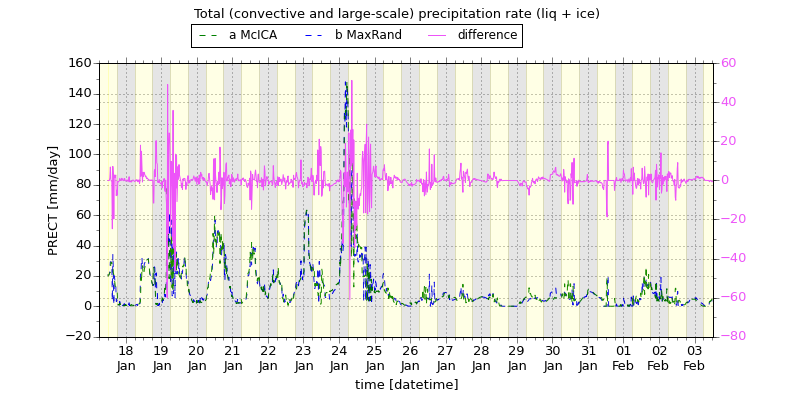 Total (convective and large-scale) precipitation rate (liq + ice)
a McICA b MaxRand difference
160 60
140 40
120 20
100 0
80 −20
60 −40
40 −60
20 −80
0
−20
PRECT [mm/day]
18 19 20 21 22 23 24 25 26 27 28 29 30 31 01 02 03
Jan Jan Jan Jan Jan Jan Jan Jan Jan Jan Jan Jan Jan Jan Feb Feb Feb
time [datetime]